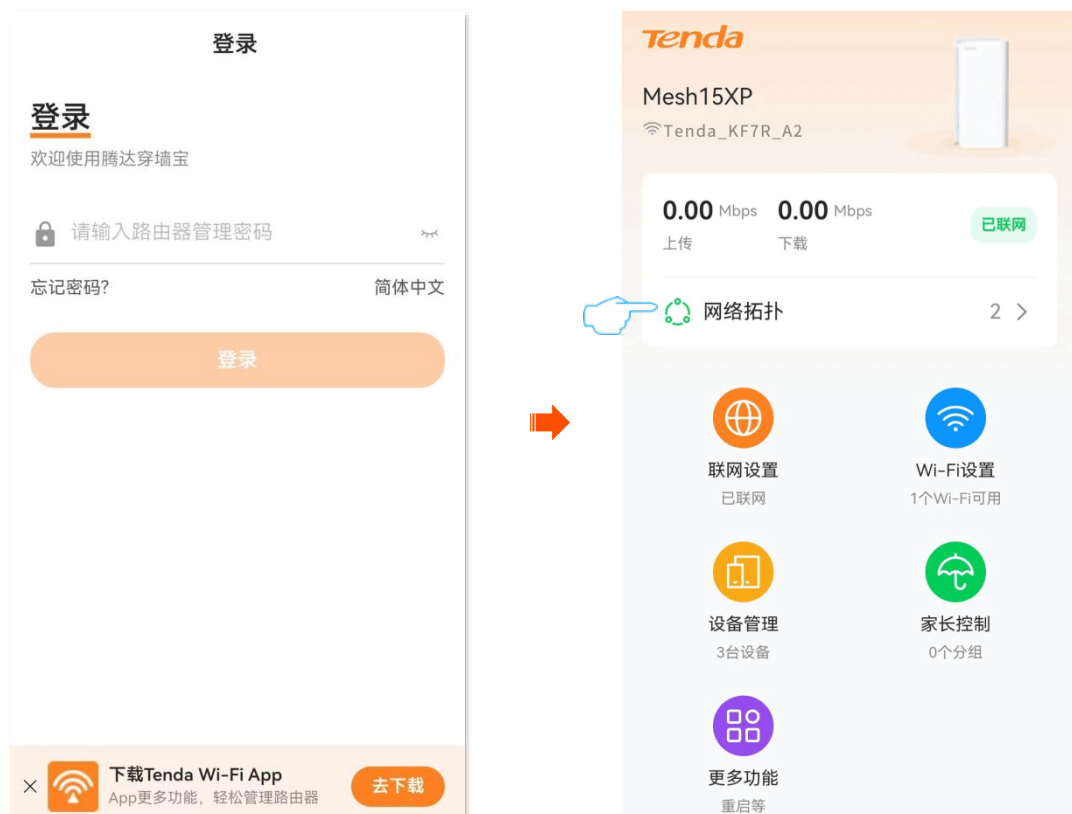 登录
登录
欢迎使用腾达穿墙宝
请输入路由器管理密码
忘记密码? 简体中文
登录
下载Tenda Wi-Fi App
App更多功能，轻松管理路由器
去下载
Tenda
Mesh15XP
Tenda_KF7R_A2
0.00 Mbps 0.00 Mbps
上传 下载
已联网
网络拓扑 2
联网设置 Wi-Fi设置
已联网 1个Wi-Fi可用
设备管理 家长控制
3台设备 0个分组
更多功能
重启等